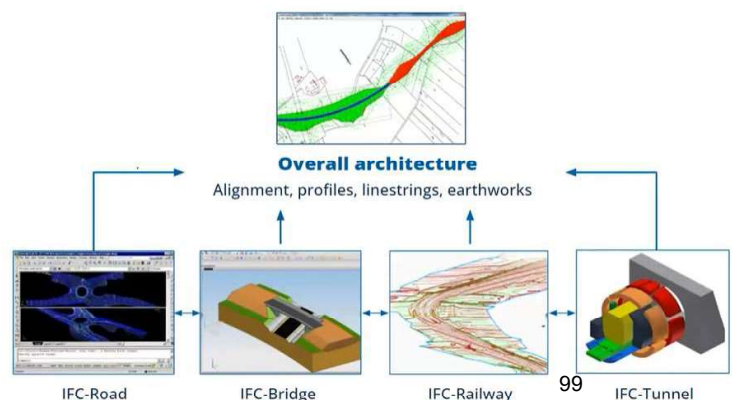 Overall architecture
Alignment, profiles, linestrings, earthworks
IFC-Road
IFC-Bridge
IFC-Railway
99
IFC-Tunnel